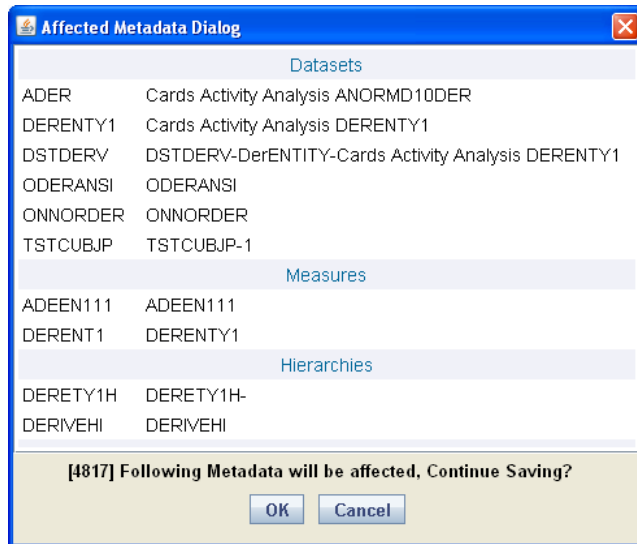 Affected Metadata Dialog
Datasets
ADER Cards Activity Analysis ANORMD10DER
DERENTY1 Cards Activity Analysis DERENTY1
DSTDERV DSTDERV-DerENTITY-Cards Activity Analysis DERENTY1
ODERANSI ODERANSI
ONNORDER ONNORDER
TSTCUBJP TSTCUBJP-1
Measures
ADEEN111 ADEEN111
DERENT1 DERENTY1
Hierarchies
DERETY1H DERETY1H-
DERIVEHI DERIVEHI
[4817] Following Metadata will be affected, Continue Saving?
OK Cancel